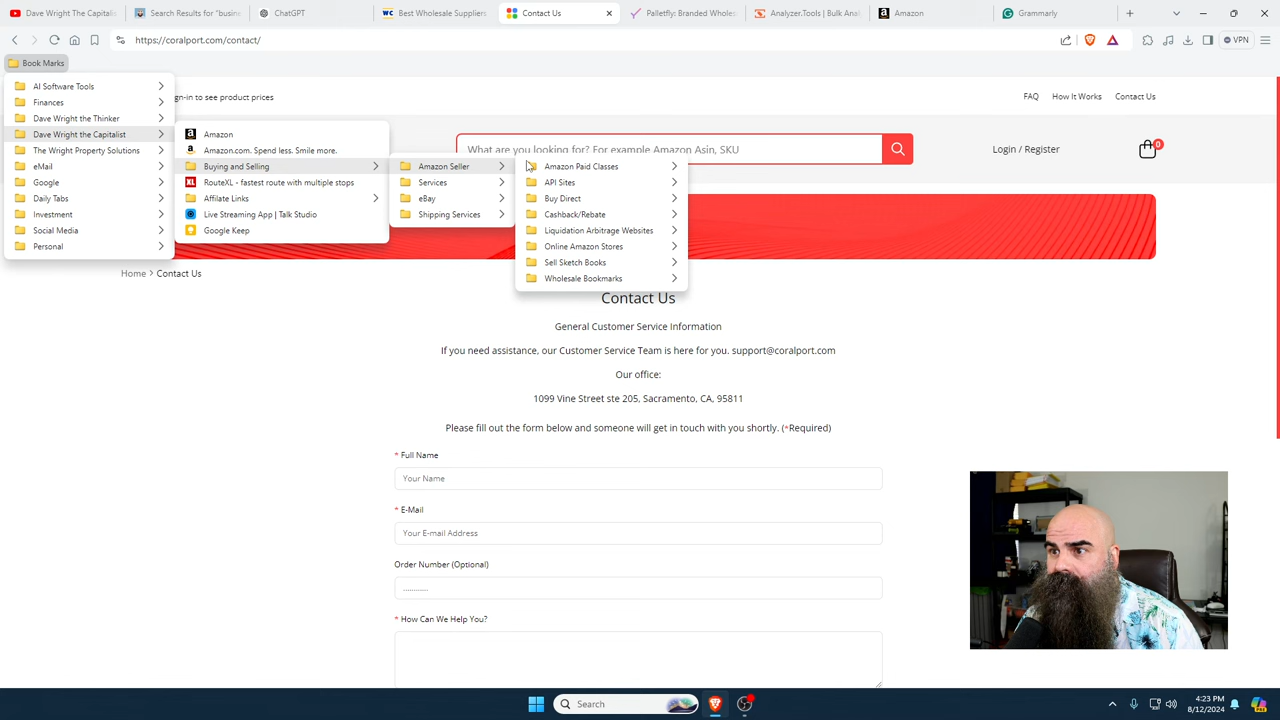 Dave Wright the Capitalis
Search Results for "busine
ChatGPT
Best Wholesale Suppliers
Contact Us
Palletfly: Branded Wholes
Analyzer.Tools | Bulk Anal
Amazon
Grammarly
https://coralport.com/contact/
VPN
Book Marks
gn-in to see product prices
FAQ
How It Works
Contact Us
AI Software Tools
Finances
Dave Wright the Thinker
Dave Wright the Capitalist
The Wright Property Solutions
eMail
Google
Daily Tabs
Investment
Social Media
Personal
Amazon
Amazon.com. Spend less. Smile more.
Buying and Selling
RouteXL - fastest route with multiple stops
Affilate Links
Live Streaming App | Talk Studio
Google Keep
Amazon Seller
Services
eBay
Shipping Services
Amazon Paid Classes
API Sites
Buy Direct
Cashback/Rebate
Liquidation Arbitrage Websites
Online Amazon Stores
Sell Sketch Books
Wholesale Bookmarks
What are you looking for? For example Amazon Asin, SKU
Login / Register
0
Home > Contact Us
Contact Us
General Customer Service Information
If you need assistance, our Customer Service Team is here for you. support@coralport.com
Our office:
1099 Vine Street ste 205, Sacramento, CA, 95811
Please fill out the form below and someone will get in touch with you shortly. (*Required)
* Full Name
Your Name
* E-Mail
Your E-mail Address
Order Number (Optional)
............
* How Can We Help You?
Search
4:23 PM
8/12/2024